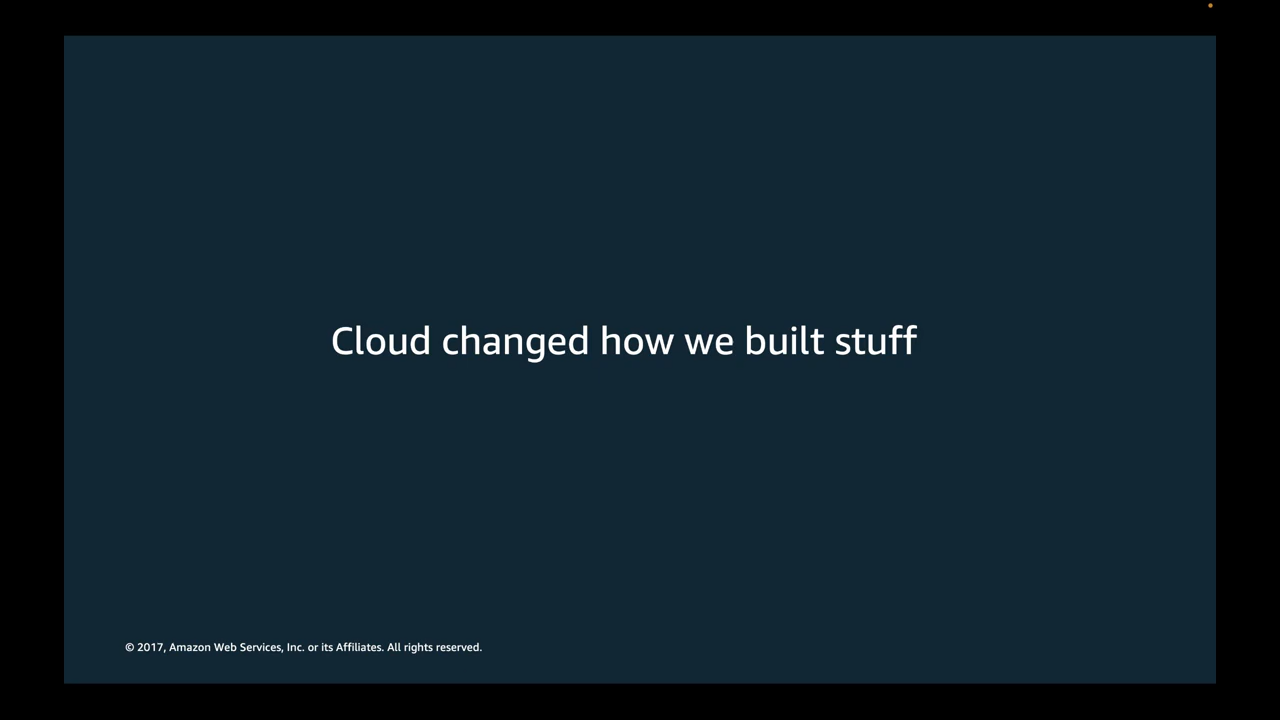 Cloud changed how we built stuff
© 2017, Amazon Web Services, Inc. or its Affiliates. All rights reserved.